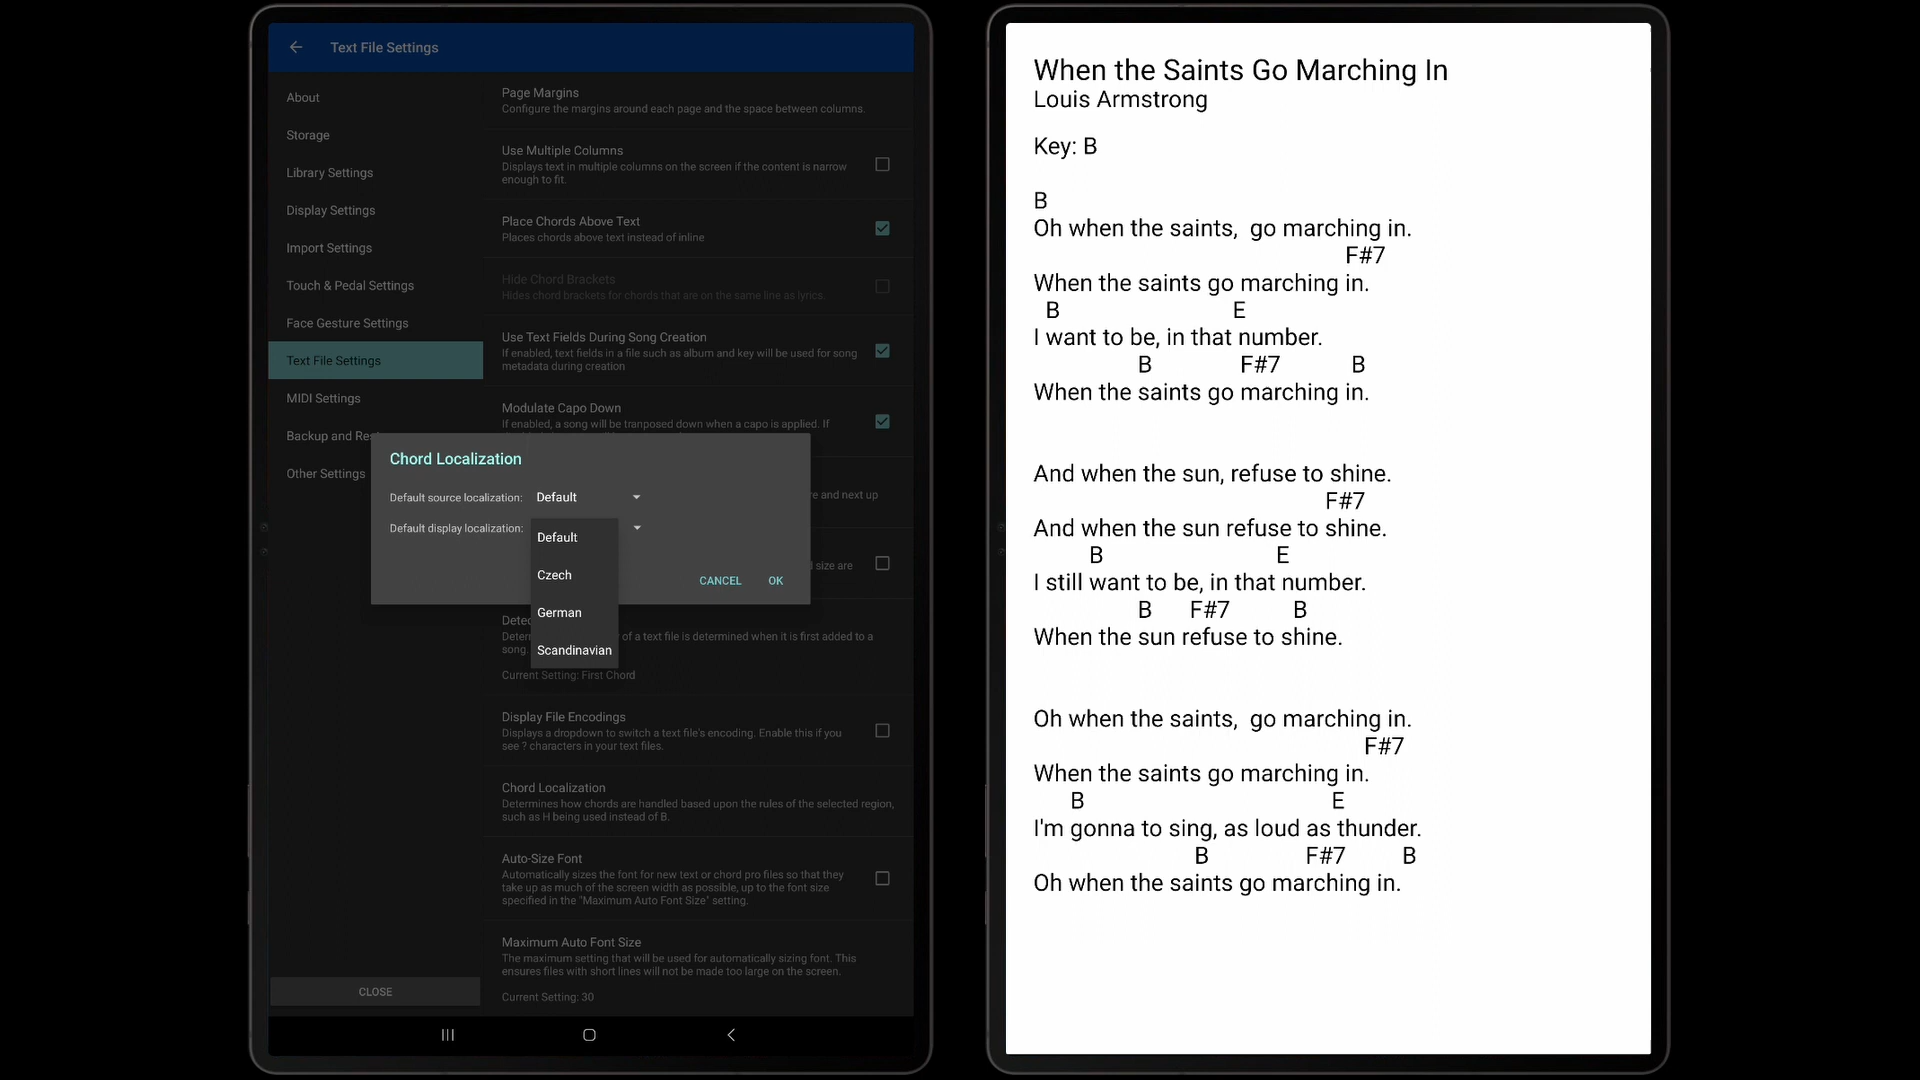 Text File Settings
About
Storage
Library Settings
Display Settings
Import Settings
Touch & Pedal Settings
Face Gesture Settings
Text File Settings
MIDI Settings
Backup and Res
Other Settings
CLOSE
Page Margins
Configure the margins around each page and the space between columns.
Use Multiple Columns
Displays text in multiple columns on the screen if the content is narrow
enough to fit.
Place Chords Above Text
Places chords above text instead of inline
Hide Chord Brackets
Hides chord brackets for chords that are on the same line as lyrics.
Use Text Fields During Song Creation
If enabled, text fields in a file such as album and key will be used for song
metadata during creation
Modulate Capo Down
If enabled, a song will be tranposed down when a capo is applied. If
re and next up
Chord Localization
Default source localization: Default
Default display localization:
Default
Czech
German
Scandinavian
CANCEL OK
size are
Detec
Deter y of a text file is determined when it is first added to a
song.
Current Setting: First Chord
Display File Encodings
Displays a dropdown to switch a text file's encoding. Enable this if you
see ? characters in your text files.
Chord Localization
Determines how chords are handled based upon the rules of the selected region,
such as H being used instead of B.
Auto-Size Font
Automatically sizes the font for new text or chord pro files so that they
take up as much of the screen width as possible, up to the font size
specified in the "Maximum Auto Font Size" setting.
Maximum Auto Font Size
The maximum setting that will be used for automatically sizing font. This
ensures files with short lines will not be made too large on the screen.
Current Setting: 30
When the Saints Go Marching In
Louis Armstrong
Key: B
B
Oh when the saints,  go marching in.
F#7
When the saints go marching in.
B E
I want to be, in that number.
B F#7 B
When the saints go marching in.
And when the sun, refuse to shine.
F#7
And when the sun refuse to shine.
B E
I still want to be, in that number.
B F#7 B
When the sun refuse to shine.
Oh when the saints,  go marching in.
F#7
When the saints go marching in.
B E
I'm gonna to sing, as loud as thunder.
B F#7 B
Oh when the saints go marching in.